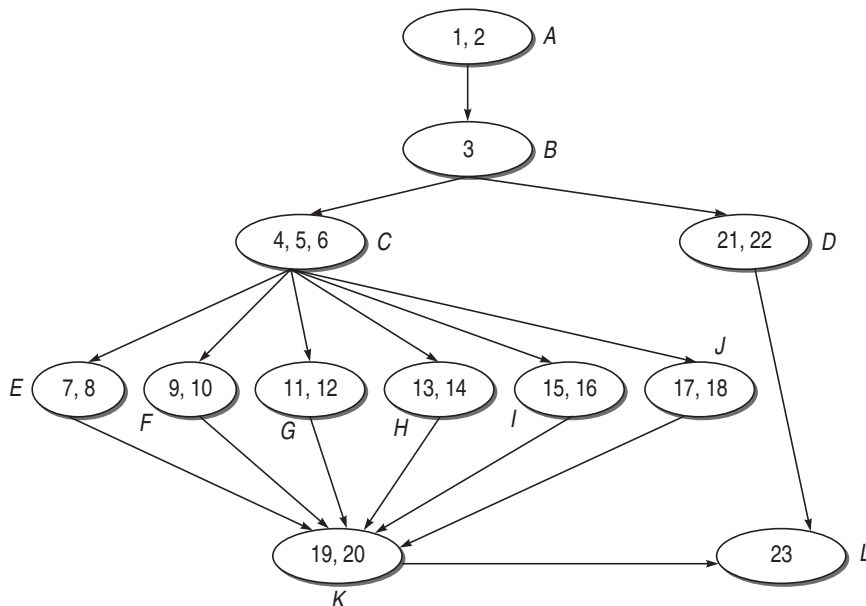 1, 2 A
3 B
4, 5, 6 C
21, 22 D
J
E 7, 8 9, 10 11, 12 13, 14 15, 16 17, 18
F G H I
19, 20 23 L
K